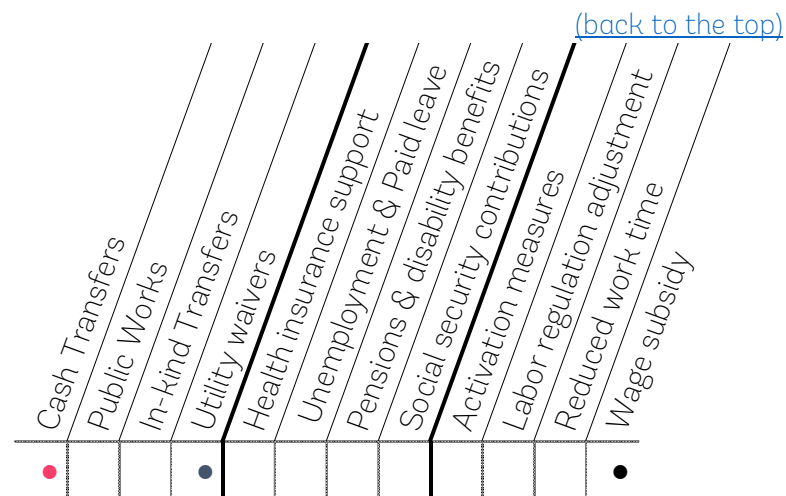 (back to the top)
Cash Transfers
Public Works
In-kind Transfers
Utility waivers
Health insurance support
Unemployment & Paid leave
Pensions & disability benefits
Social security contributions
Activation measures
Labor regulation adjustment
Reduced work time
Wage subsidy